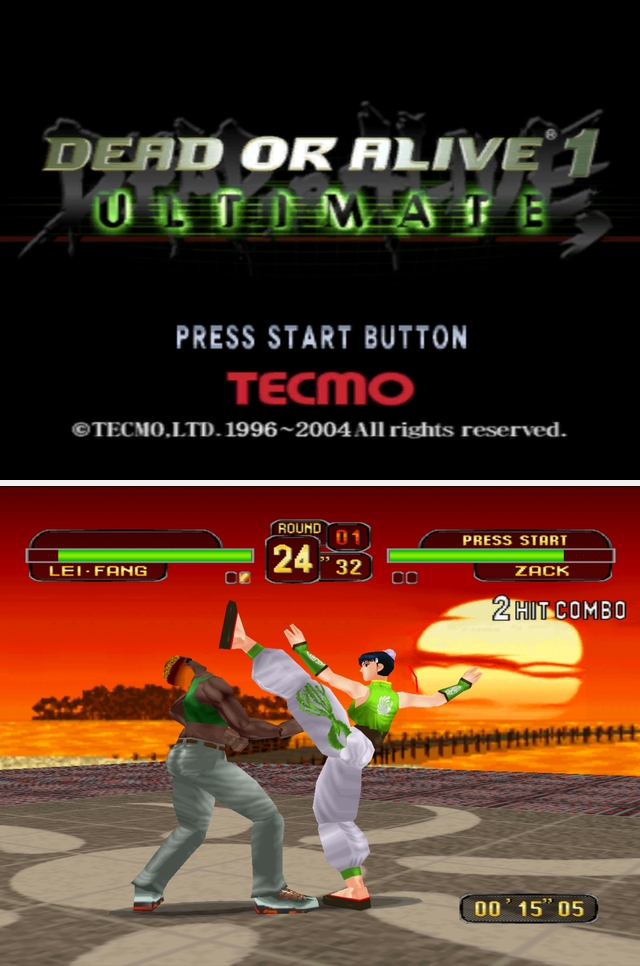 DEAD OR ALIVE® 1
ULTIMATE
PRESS START BUTTON
TECMO
©TECMO,LTD. 1996~2004 All rights reserved.
ROUND 01
PRESS START
24"32
LEI·FANG
ZACK
2 HIT COMBO
00'15"05